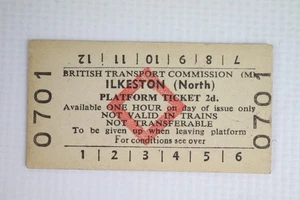 12 | 11 | 10 | 9 | 8 | 7
BRITISH TRANSPORT COMMISSION (M)
ILKESTON (North)
PLATFORM TICKET 2d.
Available ONE HOUR on day of issue only
NOT VALID IN TRAINS
NOT TRANSFERABLE
To be given up when leaving platform
For conditions see over
1 | 2 | 3 | 4 | 5 | 6
0701
0701